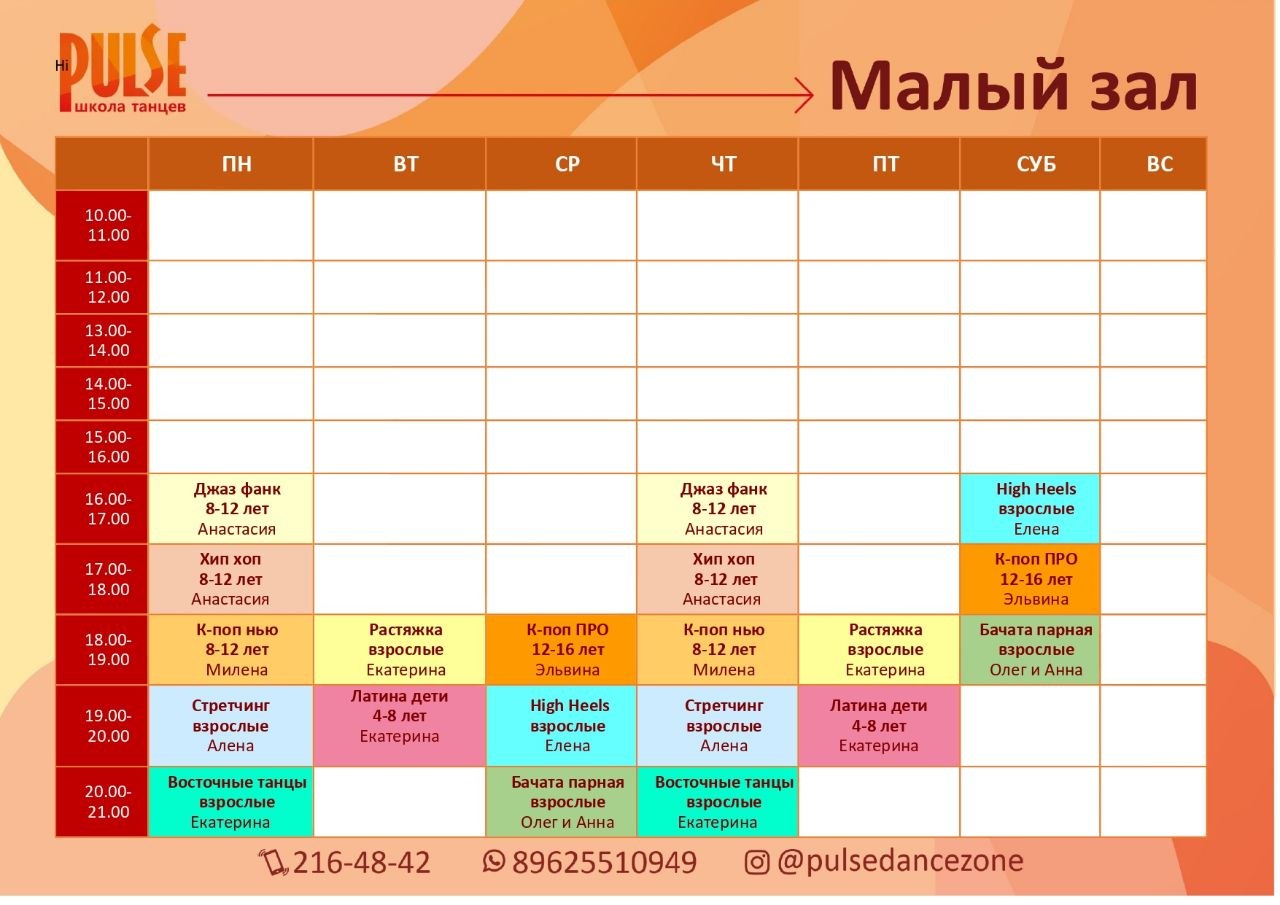 Hi
PULSE
школа танцев
Малый зал
ПН ВТ СР ЧТ ПТ СУБ ВС
10.00-
11.00
11.00-
12.00
13.00-
14.00
14.00-
15.00
15.00-
16.00
16.00-
17.00
Джаз фанк
8-12 лет
Анастасия
Джаз фанк
8-12 лет
Анастасия
High Heels
взрослые
Елена
17.00-
18.00
Хип хоп
8-12 лет
Анастасия
Хип хоп
8-12 лет
Анастасия
К-поп ПРО
12-16 лет
Эльвина
18.00-
19.00
К-поп нью
8-12 лет
Милена
Растяжка
взрослые
Екатерина
К-поп ПРО
12-16 лет
Эльвина
К-поп нью
8-12 лет
Милена
Растяжка
взрослые
Екатерина
Бачата парная
взрослые
Олег и Анна
19.00-
20.00
Стретчинг
взрослые
Алена
Латина дети
4-8 лет
Екатерина
High Heels
взрослые
Елена
Стретчинг
взрослые
Алена
Латина дети
4-8 лет
Екатерина
20.00-
21.00
Восточные танцы
взрослые
Екатерина
Бачата парная
взрослые
Олег и Анна
Восточные танцы
взрослые
Екатерина
216-48-42 89625510949 @pulsedancezone